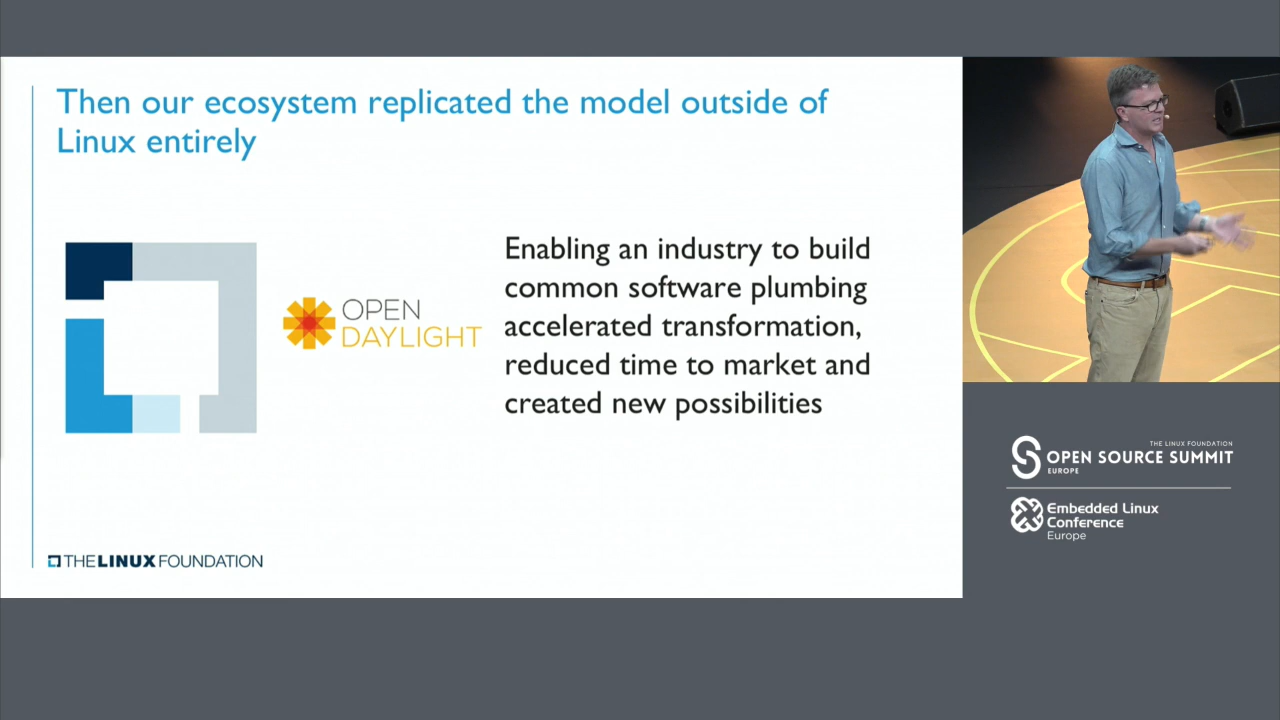 Then our ecosystem replicated the model outside of
Linux entirely
OPEN
DAYLIGHT
Enabling an industry to build
common software plumbing
accelerated transformation,
reduced time to market and
created new possibilities
THE LINUX FOUNDATION
THE LINUX FOUNDATION
OPEN SOURCE SUMMIT
EUROPE
Embedded Linux
Conference
Europe